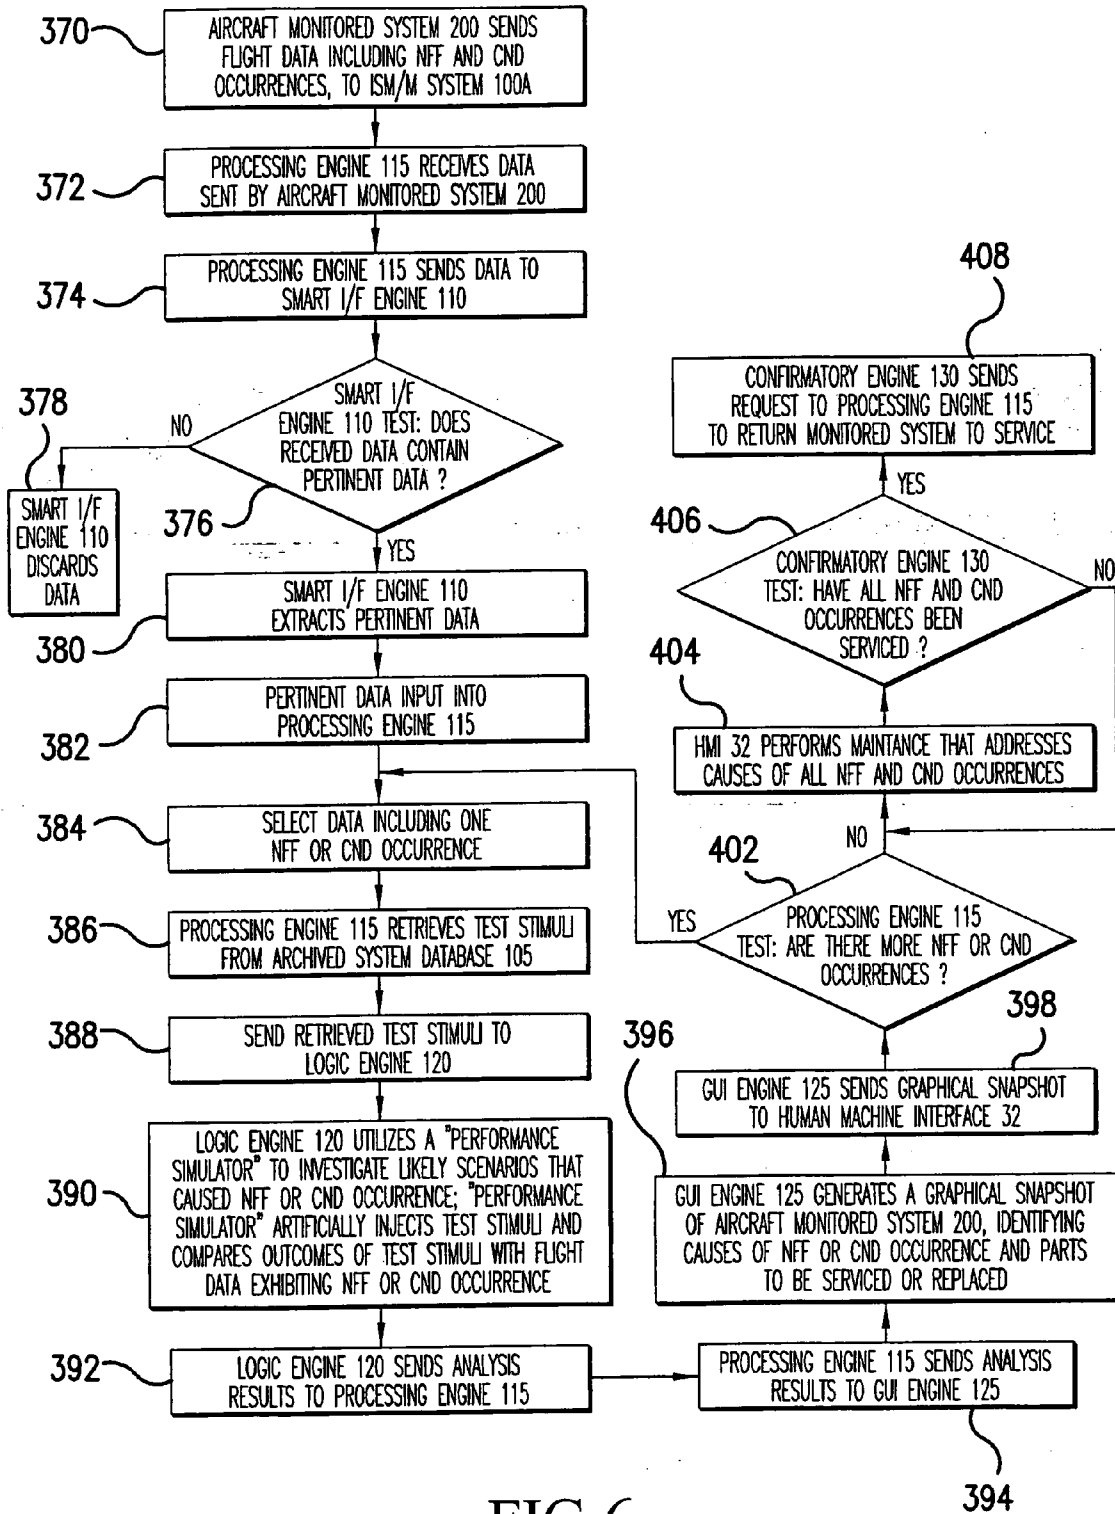 370
AIRCRAFT MONITORED SYSTEM 200 SENDS
FLIGHT DATA INCLUDING NFF AND CND
OCCURRENCES, TO ISM/M SYSTEM 100A
372
PROCESSING ENGINE 115 RECEIVES DATA
SENT BY AIRCRAFT MONITORED SYSTEM 200
374
PROCESSING ENGINE 115 SENDS DATA TO
SMART I/F ENGINE 110
376
SMART I/F
ENGINE 110 TEST: DOES
RECEIVED DATA CONTAIN
PERTINENT DATA ?
NO
378
SMART I/F
ENGINE 110
DISCARDS
DATA
YES
380
SMART I/F ENGINE 110
EXTRACTS PERTINENT DATA
382
PERTINENT DATA INPUT INTO
PROCESSING ENGINE 115
384
SELECT DATA INCLUDING ONE
NFF OR CND OCCURRENCE
386
PROCESSING ENGINE 115 RETRIEVES TEST STIMULI
FROM ARCHIVED SYSTEM DATABASE 105
388
SEND RETRIEVED TEST STIMULI TO
LOGIC ENGINE 120
390
LOGIC ENGINE 120 UTILIZES A "PERFORMANCE
SIMULATOR" TO INVESTIGATE LIKELY SCENARIOS THAT
CAUSED NFF OR CND OCCURRENCE; "PERFORMANCE
SIMULATOR" ARTIFICIALLY INJECTS TEST STIMULI AND
COMPARES OUTCOMES OF TEST STIMULI WITH FLIGHT
DATA EXHIBITING NFF OR CND OCCURRENCE
392
LOGIC ENGINE 120 SENDS ANALYSIS
RESULTS TO PROCESSING ENGINE 115
394
PROCESSING ENGINE 115 SENDS ANALYSIS
RESULTS TO GUI ENGINE 125
396
GUI ENGINE 125 GENERATES A GRAPHICAL SNAPSHOT
OF AIRCRAFT MONITORED SYSTEM 200, IDENTIFYING
CAUSES OF NFF OR CND OCCURRENCE AND PARTS
TO BE SERVICED OR REPLACED
398
GUI ENGINE 125 SENDS GRAPHICAL SNAPSHOT
TO HUMAN MACHINE INTERFACE 32
402
PROCESSING ENGINE 115
TEST: ARE THERE MORE NFF OR CND
OCCURRENCES ?
YES
NO
404
HMI 32 PERFORMS MAINTANCE THAT ADDRESSES
CAUSES OF ALL NFF AND CND OCCURRENCES
406
CONFIRMATORY ENGINE 130
TEST: HAVE ALL NFF AND CND
OCCURRENCES BEEN
SERVICED ?
NO
YES
408
CONFIRMATORY ENGINE 130 SENDS
REQUEST TO PROCESSING ENGINE 115
TO RETURN MONITORED SYSTEM TO SERVICE
FIG. 6